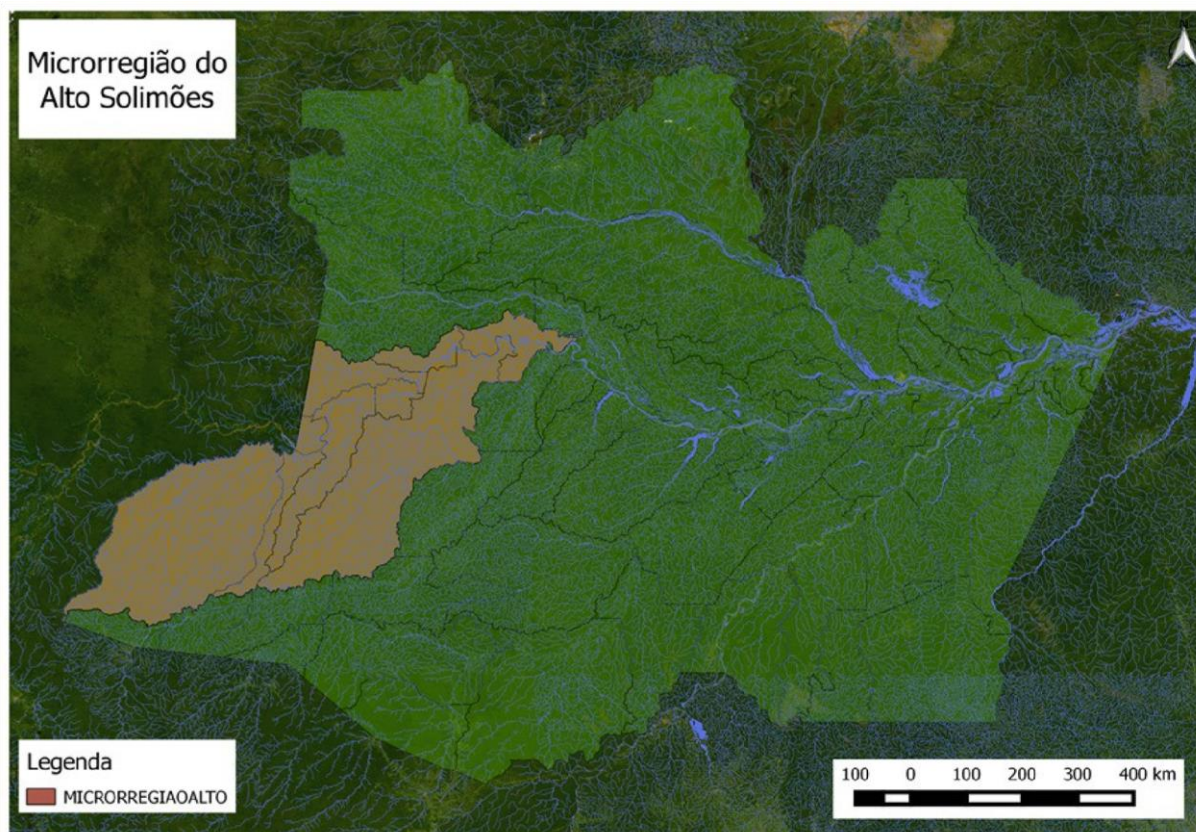 Microrregião do
Alto Solimões
N
Legenda
MICRORREGIAOALTO
100 0 100 200 300 400 km